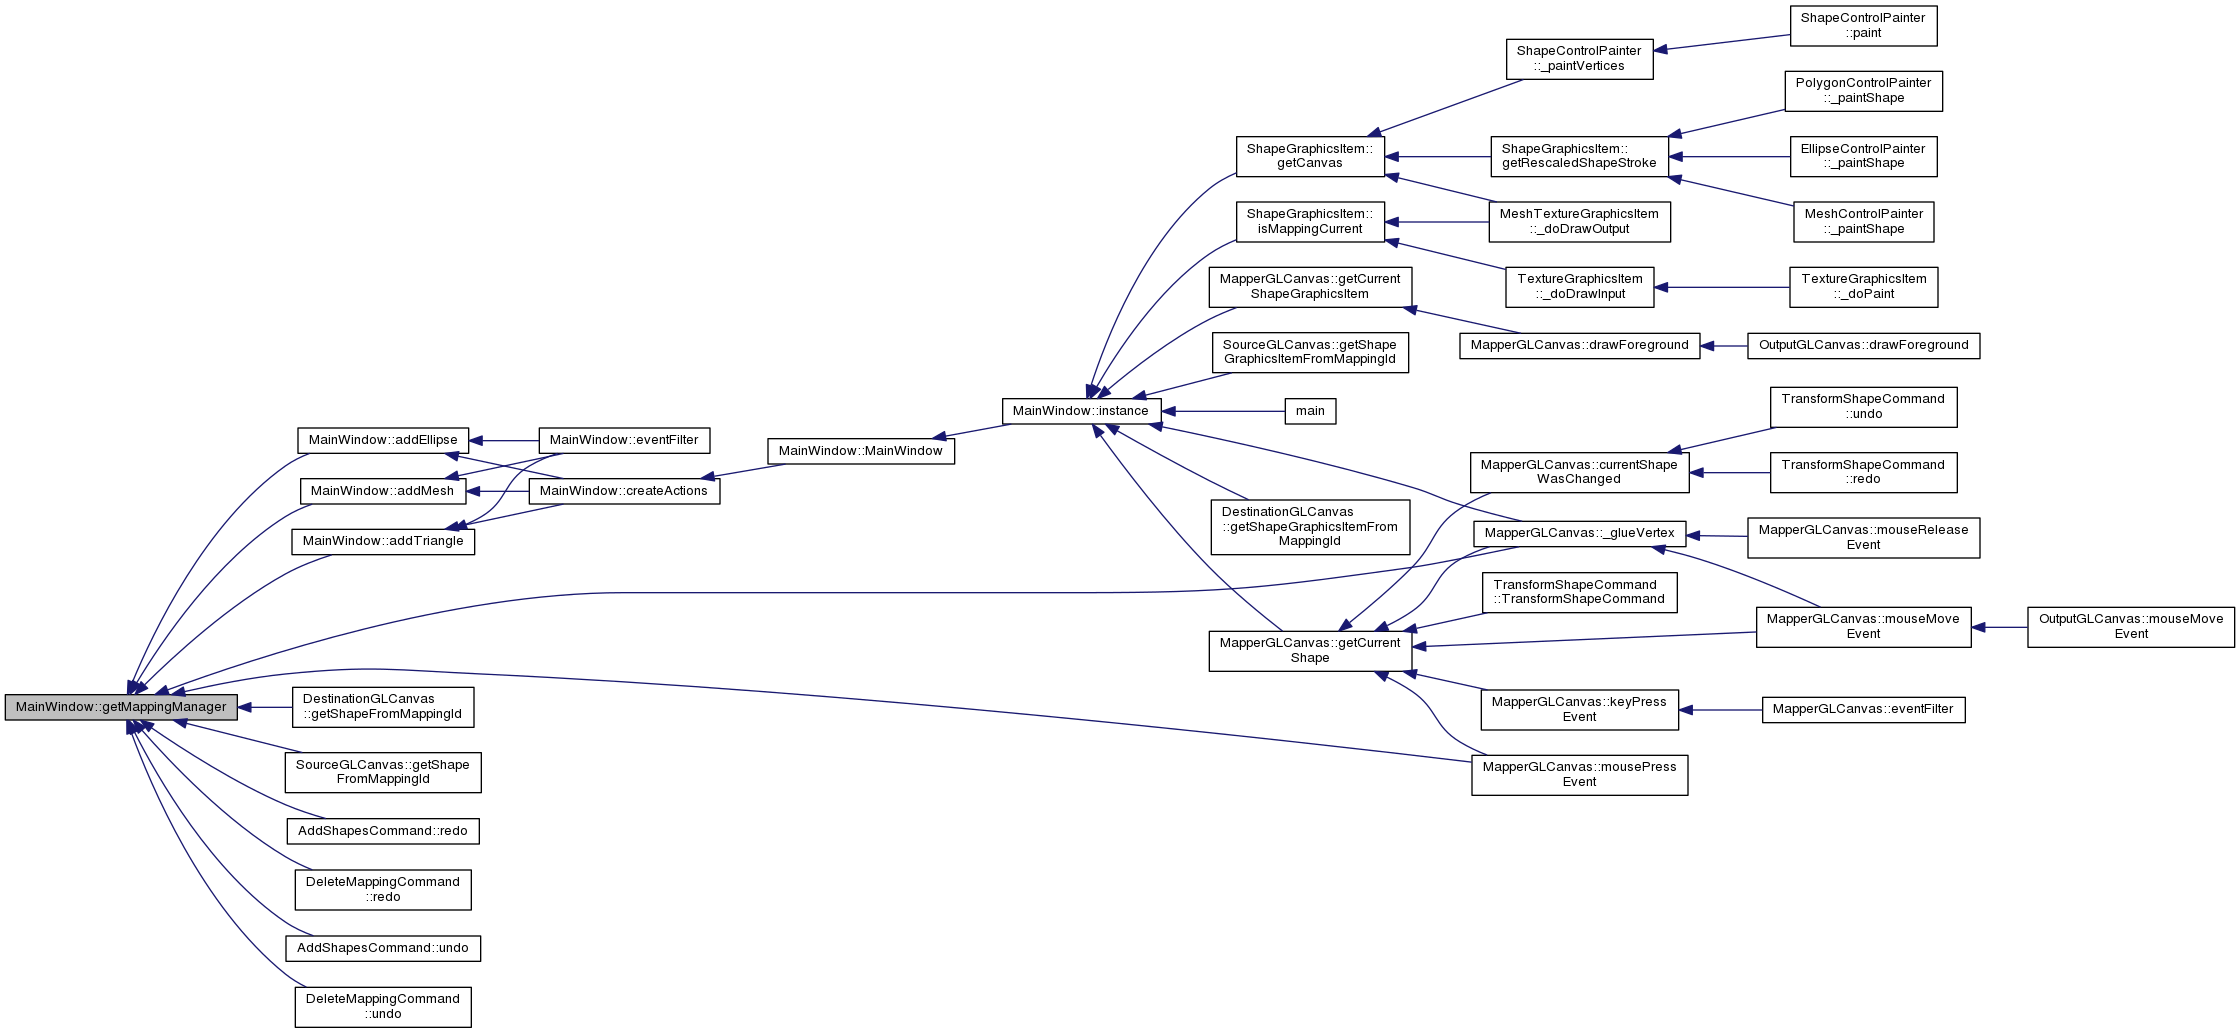 MainWindow::getMappingManager
MainWindow::addEllipse
MainWindow::addMesh
MainWindow::addTriangle
DestinationGLCanvas
::getShapeFromMappingId
SourceGLCanvas::getShape
FromMappingId
AddShapesCommand::redo
DeleteMappingCommand
::redo
AddShapesCommand::undo
DeleteMappingCommand
::undo
MainWindow::eventFilter
MainWindow::createActions
MainWindow::MainWindow
MainWindow::instance
ShapeGraphicsItem::
getCanvas
ShapeGraphicsItem::
isMappingCurrent
MapperGLCanvas::getCurrent
ShapeGraphicsItem
SourceGLCanvas::getShape
GraphicsItemFromMappingId
main
DestinationGLCanvas
::getShapeGraphicsItemFrom
MappingId
MapperGLCanvas::getCurrent
Shape
ShapeControlPainter
::_paintVertices
ShapeGraphicsItem::
getRescaledShapeStroke
MeshTextureGraphicsItem
::_doDrawOutput
TextureGraphicsItem
::_doDrawInput
MapperGLCanvas::drawForeground
MapperGLCanvas::currentShape
WasChanged
MapperGLCanvas::_glueVertex
TransformShapeCommand
::TransformShapeCommand
MapperGLCanvas::keyPress
Event
MapperGLCanvas::mousePress
Event
ShapeControlPainter
::paint
PolygonControlPainter
::_paintShape
EllipseControlPainter
::_paintShape
MeshControlPainter
::_paintShape
TextureGraphicsItem
::_doPaint
OutputGLCanvas::drawForeground
TransformShapeCommand
::undo
TransformShapeCommand
::redo
MapperGLCanvas::mouseRelease
Event
MapperGLCanvas::mouseMove
Event
MapperGLCanvas::eventFilter
OutputGLCanvas::mouseMove
Event